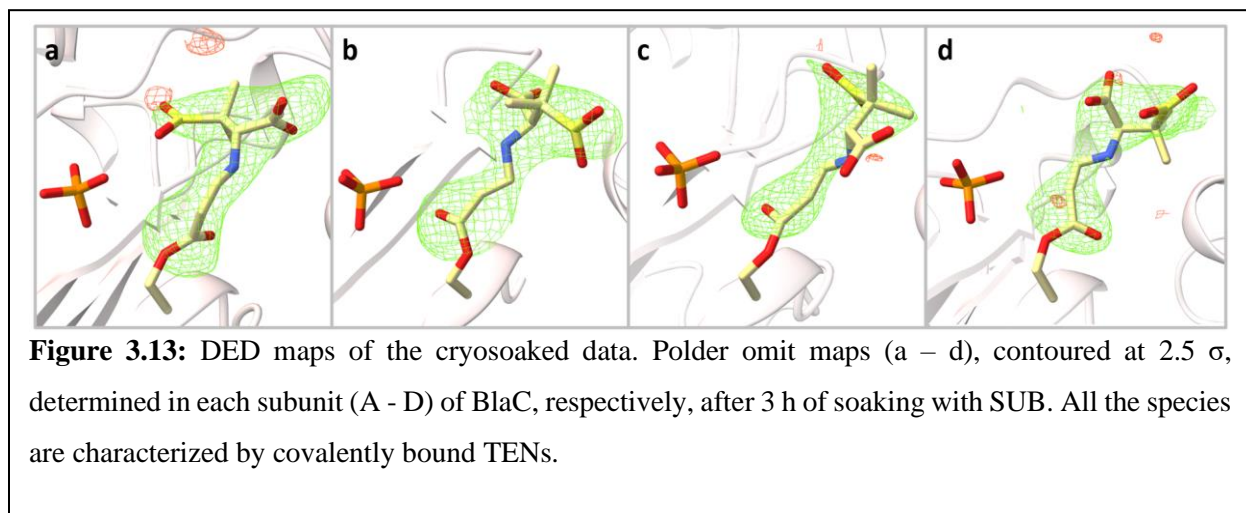 a b c d
Figure 3.13: DED maps of the cryosoaked data. Polder omit maps (a – d), contoured at 2.5 σ,
determined in each subunit (A - D) of BlaC, respectively, after 3 h of soaking with SUB. All the species
are characterized by covalently bound TENs.